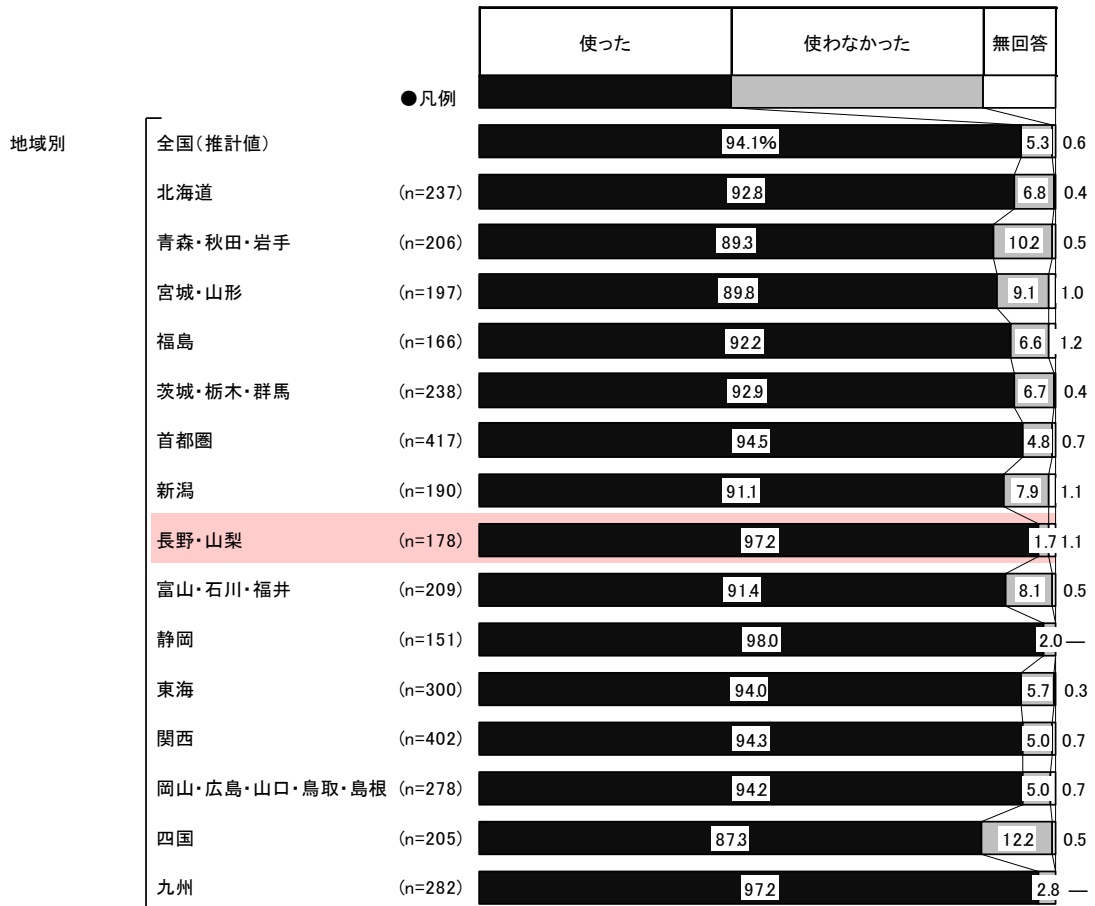 使った 使わなかった 無回答
●凡例
地域別 全国(推計値) 94.1% 5.3 0.6
北海道 (n=237) 92.8 6.8 0.4
青森・秋田・岩手 (n=206) 89.3 10.2 0.5
宮城・山形 (n=197) 89.8 9.1 1.0
福島 (n=166) 92.2 6.6 1.2
茨城・栃木・群馬 (n=238) 92.9 6.7 0.4
首都圏 (n=417) 94.5 4.8 0.7
新潟 (n=190) 91.1 7.9 1.1
長野・山梨 (n=178) 97.2 1.7 1.1
富山・石川・福井 (n=209) 91.4 8.1 0.5
静岡 (n=151) 98.0 2.0 ―
東海 (n=300) 94.0 5.7 0.3
関西 (n=402) 94.3 5.0 0.7
岡山・広島・山口・鳥取・島根 (n=278) 94.2 5.0 0.7
四国 (n=205) 87.3 12.2 0.5
九州 (n=282) 97.2 2.8 ―